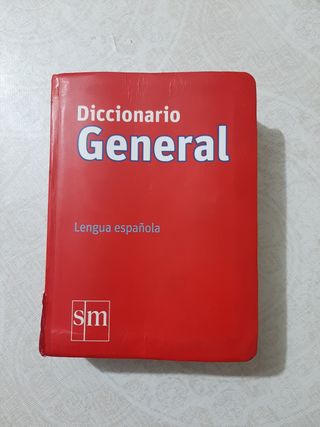 Diccionario
General
Lengua española
sm